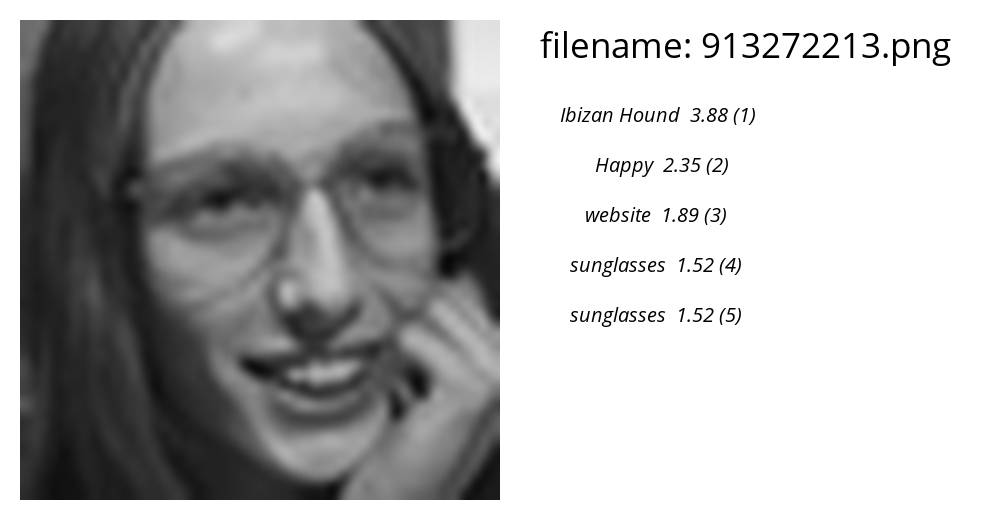 filename: 913272213.png
Ibizan Hound 3.88 (1)
Happy 2.35 (2)
website 1.89 (3)
sunglasses 1.52 (4)
sunglasses 1.52 (5)